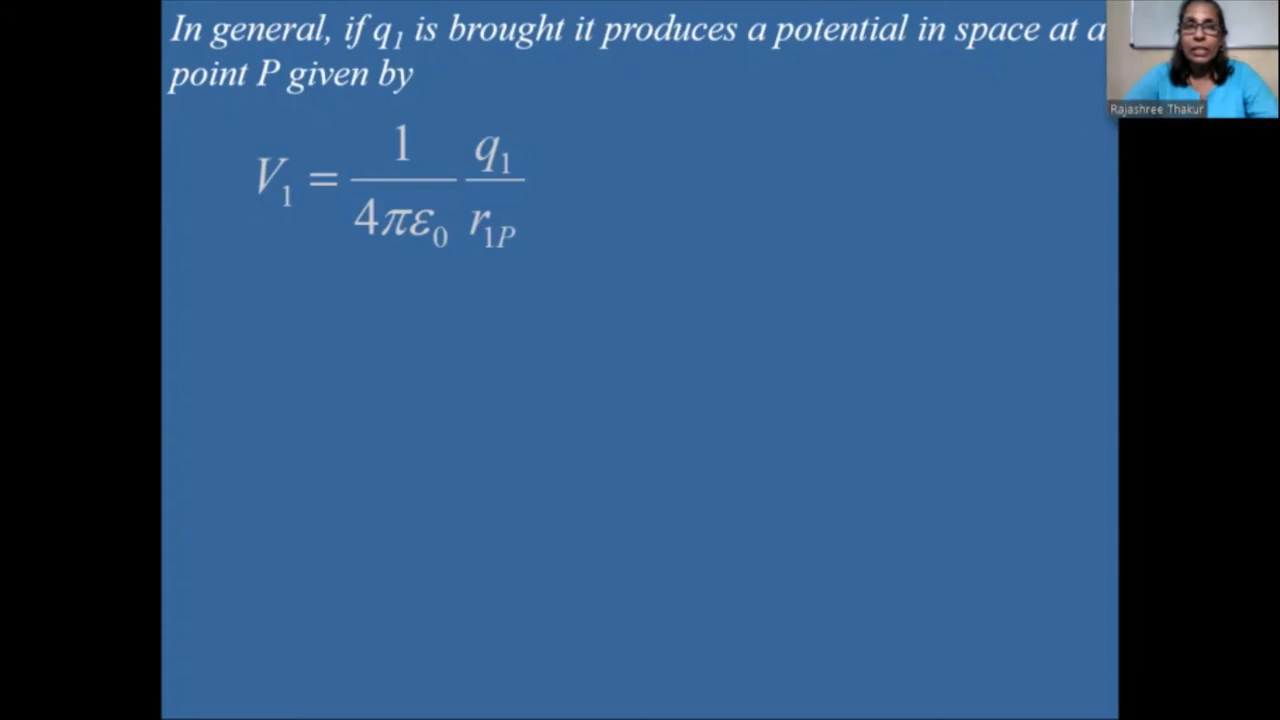 In general, if q₁ is brought it produces a potential in space at a
point P given by
V₁ = 1/(4πε₀) q₁/r₁P
Rajashree Thakur